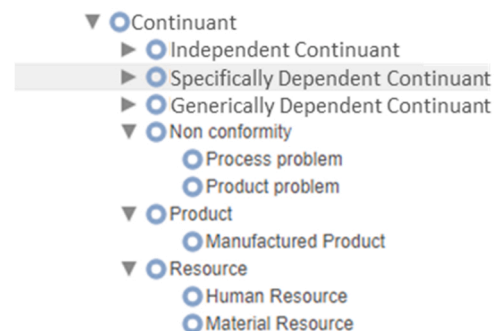 Continuant
Independent Continuant
Specifically Dependent Continuant
Generically Dependent Continuant
Non conformity
Process problem
Product problem
Product
Manufactured Product
Resource
Human Resource
Material Resource